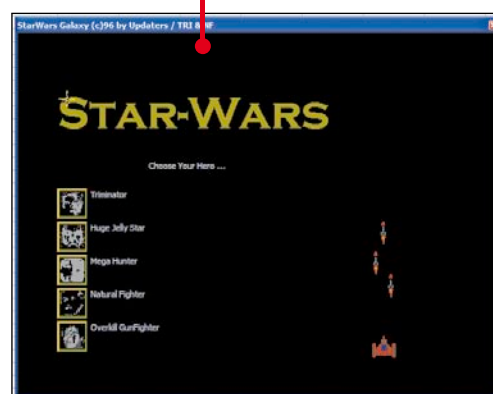 StarWars Galaxy (c)96 by Updaters / TRI
STAR-WARS
Choose Your Hero ...
Triminator
Huge Jelly Star
Mega Hunter
Natural Fighter
Overkill GunFighter